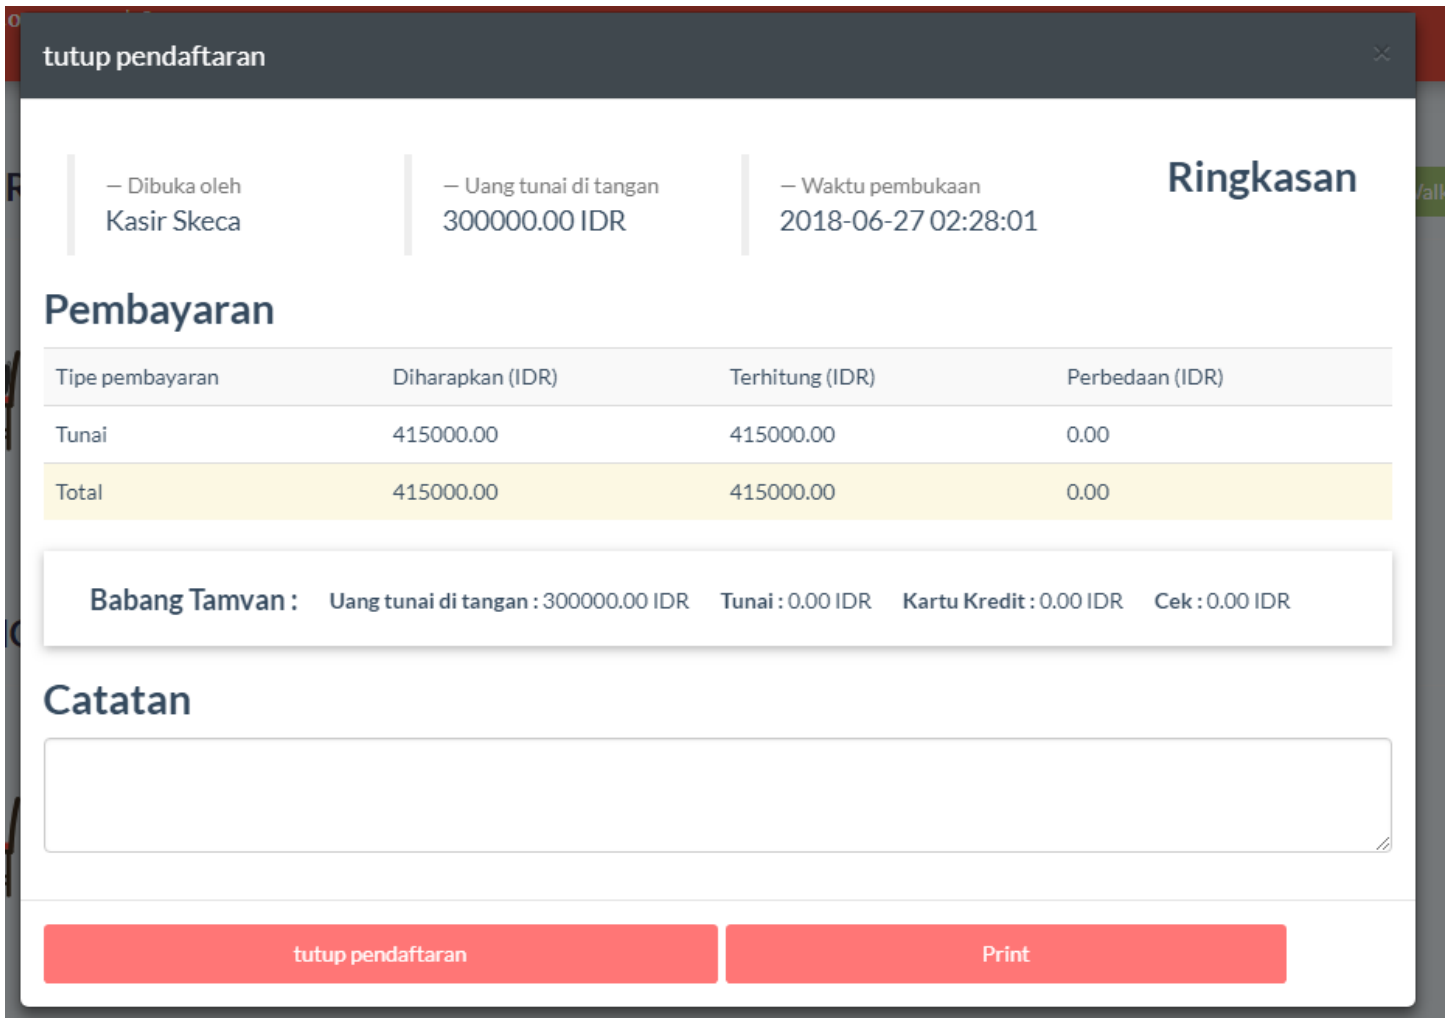 tutup pendaftaran
×
— Dibuka oleh
Kasir Skeca
— Uang tunai di tangan
300000.00 IDR
— Waktu pembukaan
2018-06-27 02:28:01
Ringkasan
Pembayaran
Tipe pembayaran Diharapkan (IDR) Terhitung (IDR) Perbedaan (IDR)
Tunai 415000.00 415000.00 0.00
Total 415000.00 415000.00 0.00
Babang Tamvan : Uang tunai di tangan : 300000.00 IDR Tunai : 0.00 IDR Kartu Kredit : 0.00 IDR Cek : 0.00 IDR
Catatan
tutup pendaftaran Print